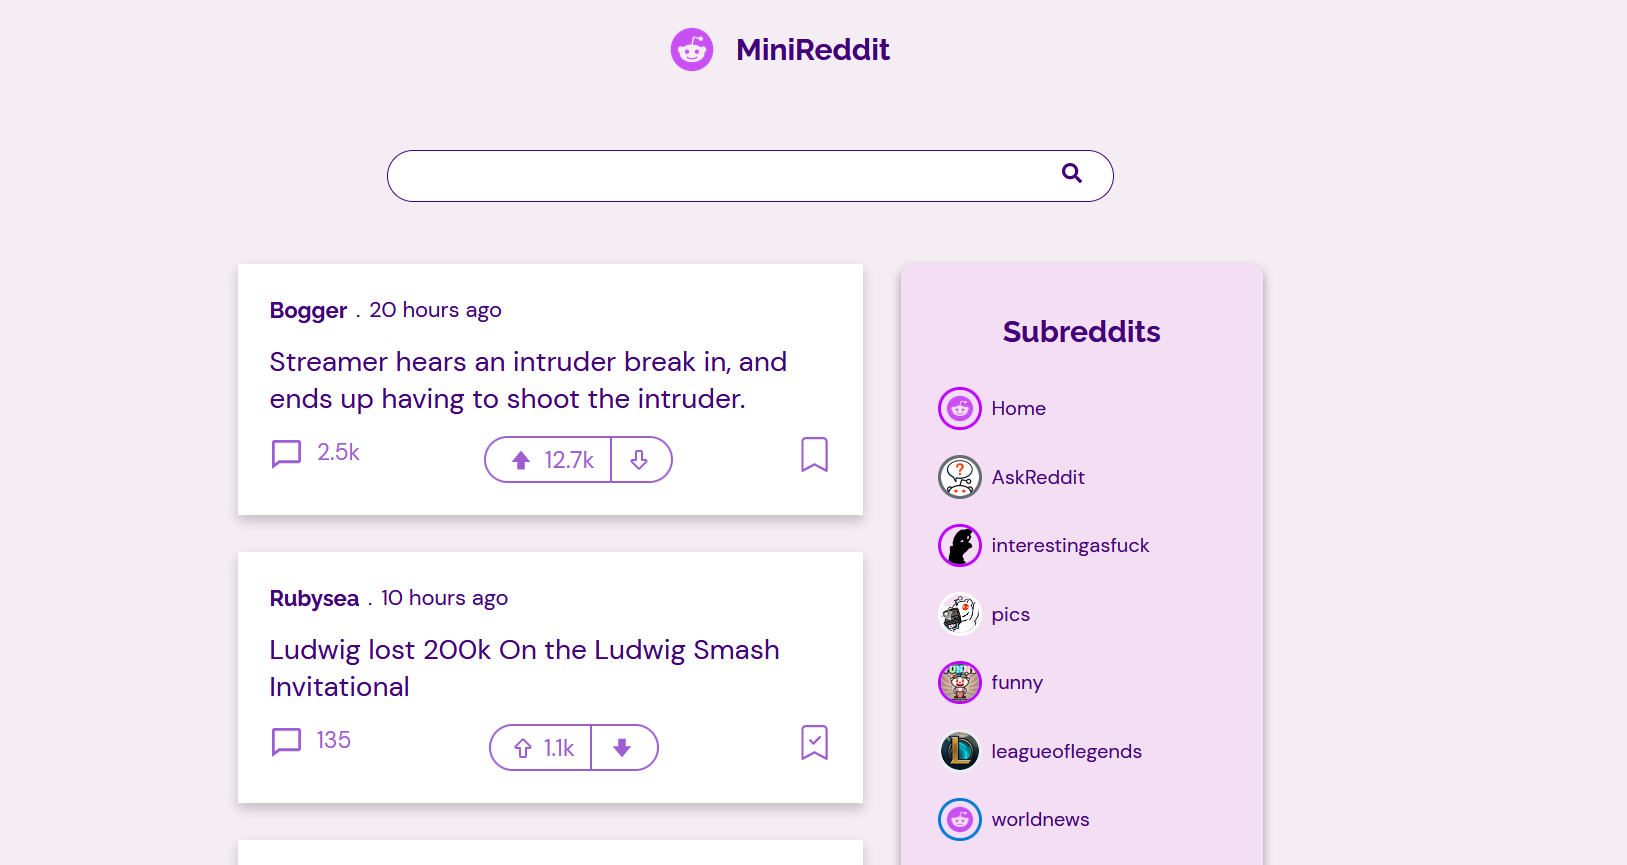 MiniReddit
Bogger . 20 hours ago
Streamer hears an intruder break in, and
ends up having to shoot the intruder.
2.5k
12.7k
Rubysea . 10 hours ago
Ludwig lost 200k On the Ludwig Smash
Invitational
135
1.1k
Subreddits
Home
?
AskReddit
interestingasfuck
pics
FUNNY
funny
L
leagueoflegends
worldnews